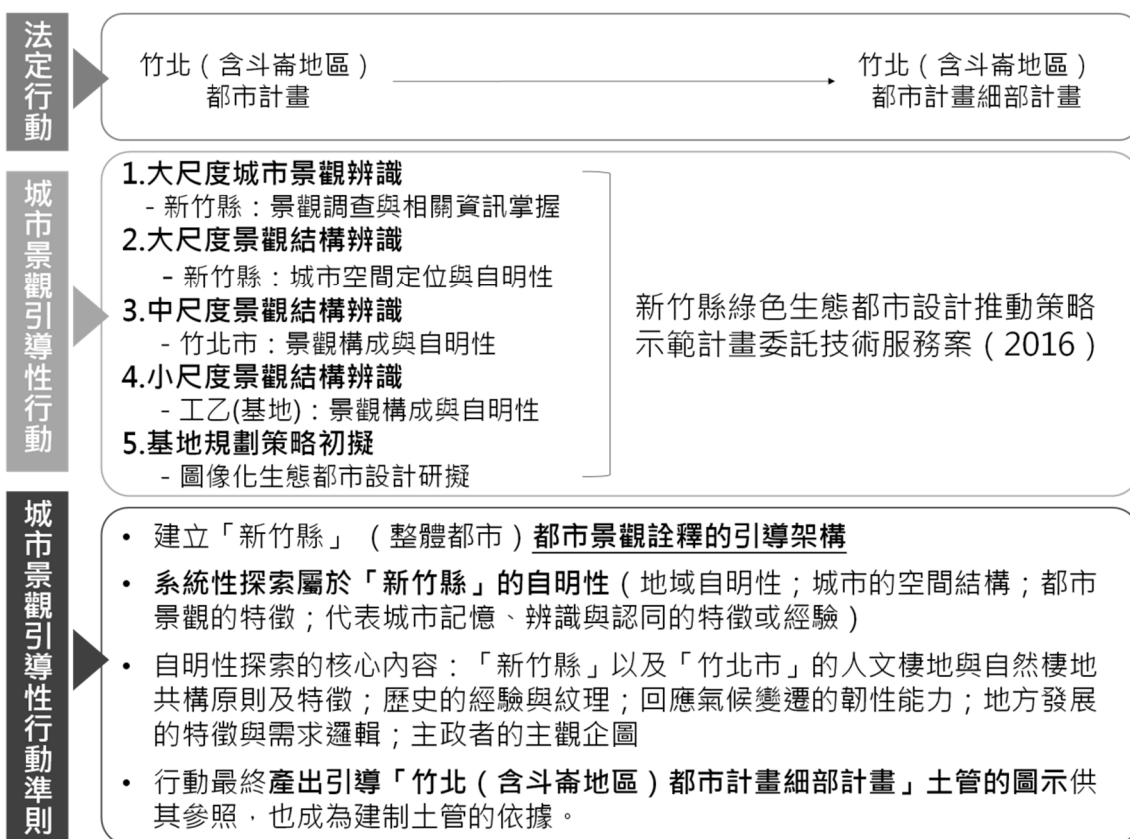 法定行動
竹北（含斗崙地區）
都市計畫
竹北（含斗崙地區）
都市計畫細部計畫
城市景觀引導性行動
1.大尺度城市景觀辨識
- 新竹縣：景觀調查與相關資訊掌握
2.大尺度景觀結構辨識
- 新竹縣：城市空間定位與自明性
3.中尺度景觀結構辨識
- 竹北市：景觀構成與自明性
4.小尺度景觀結構辨識
- 工乙(基地)：景觀構成與自明性
5.基地規劃策略初擬
- 圖像化生態都市設計研擬
新竹縣綠色生態都市設計推動策略
示範計畫委託技術服務案（2016）
城市景觀引導性行動準則
• 建立「新竹縣」（整體都市）都市景觀詮釋的引導架構
• 系統性探索屬於「新竹縣」的自明性（地域自明性；城市的空間結構；都市
景觀的特徵；代表城市記憶、辨識與認同的特徵或經驗）
• 自明性探索的核心內容：「新竹縣」以及「竹北市」的人文棲地與自然棲地
共構原則及特徵；歷史的經驗與紋理；回應氣候變遷的韌性能力；地方發展
的特徵與需求邏輯；主政者的主觀企圖
• 行動最終產出引導「竹北（含斗崙地區）都市計畫細部計畫」土管的圖示供
其參照，也成為建制土管的依據。